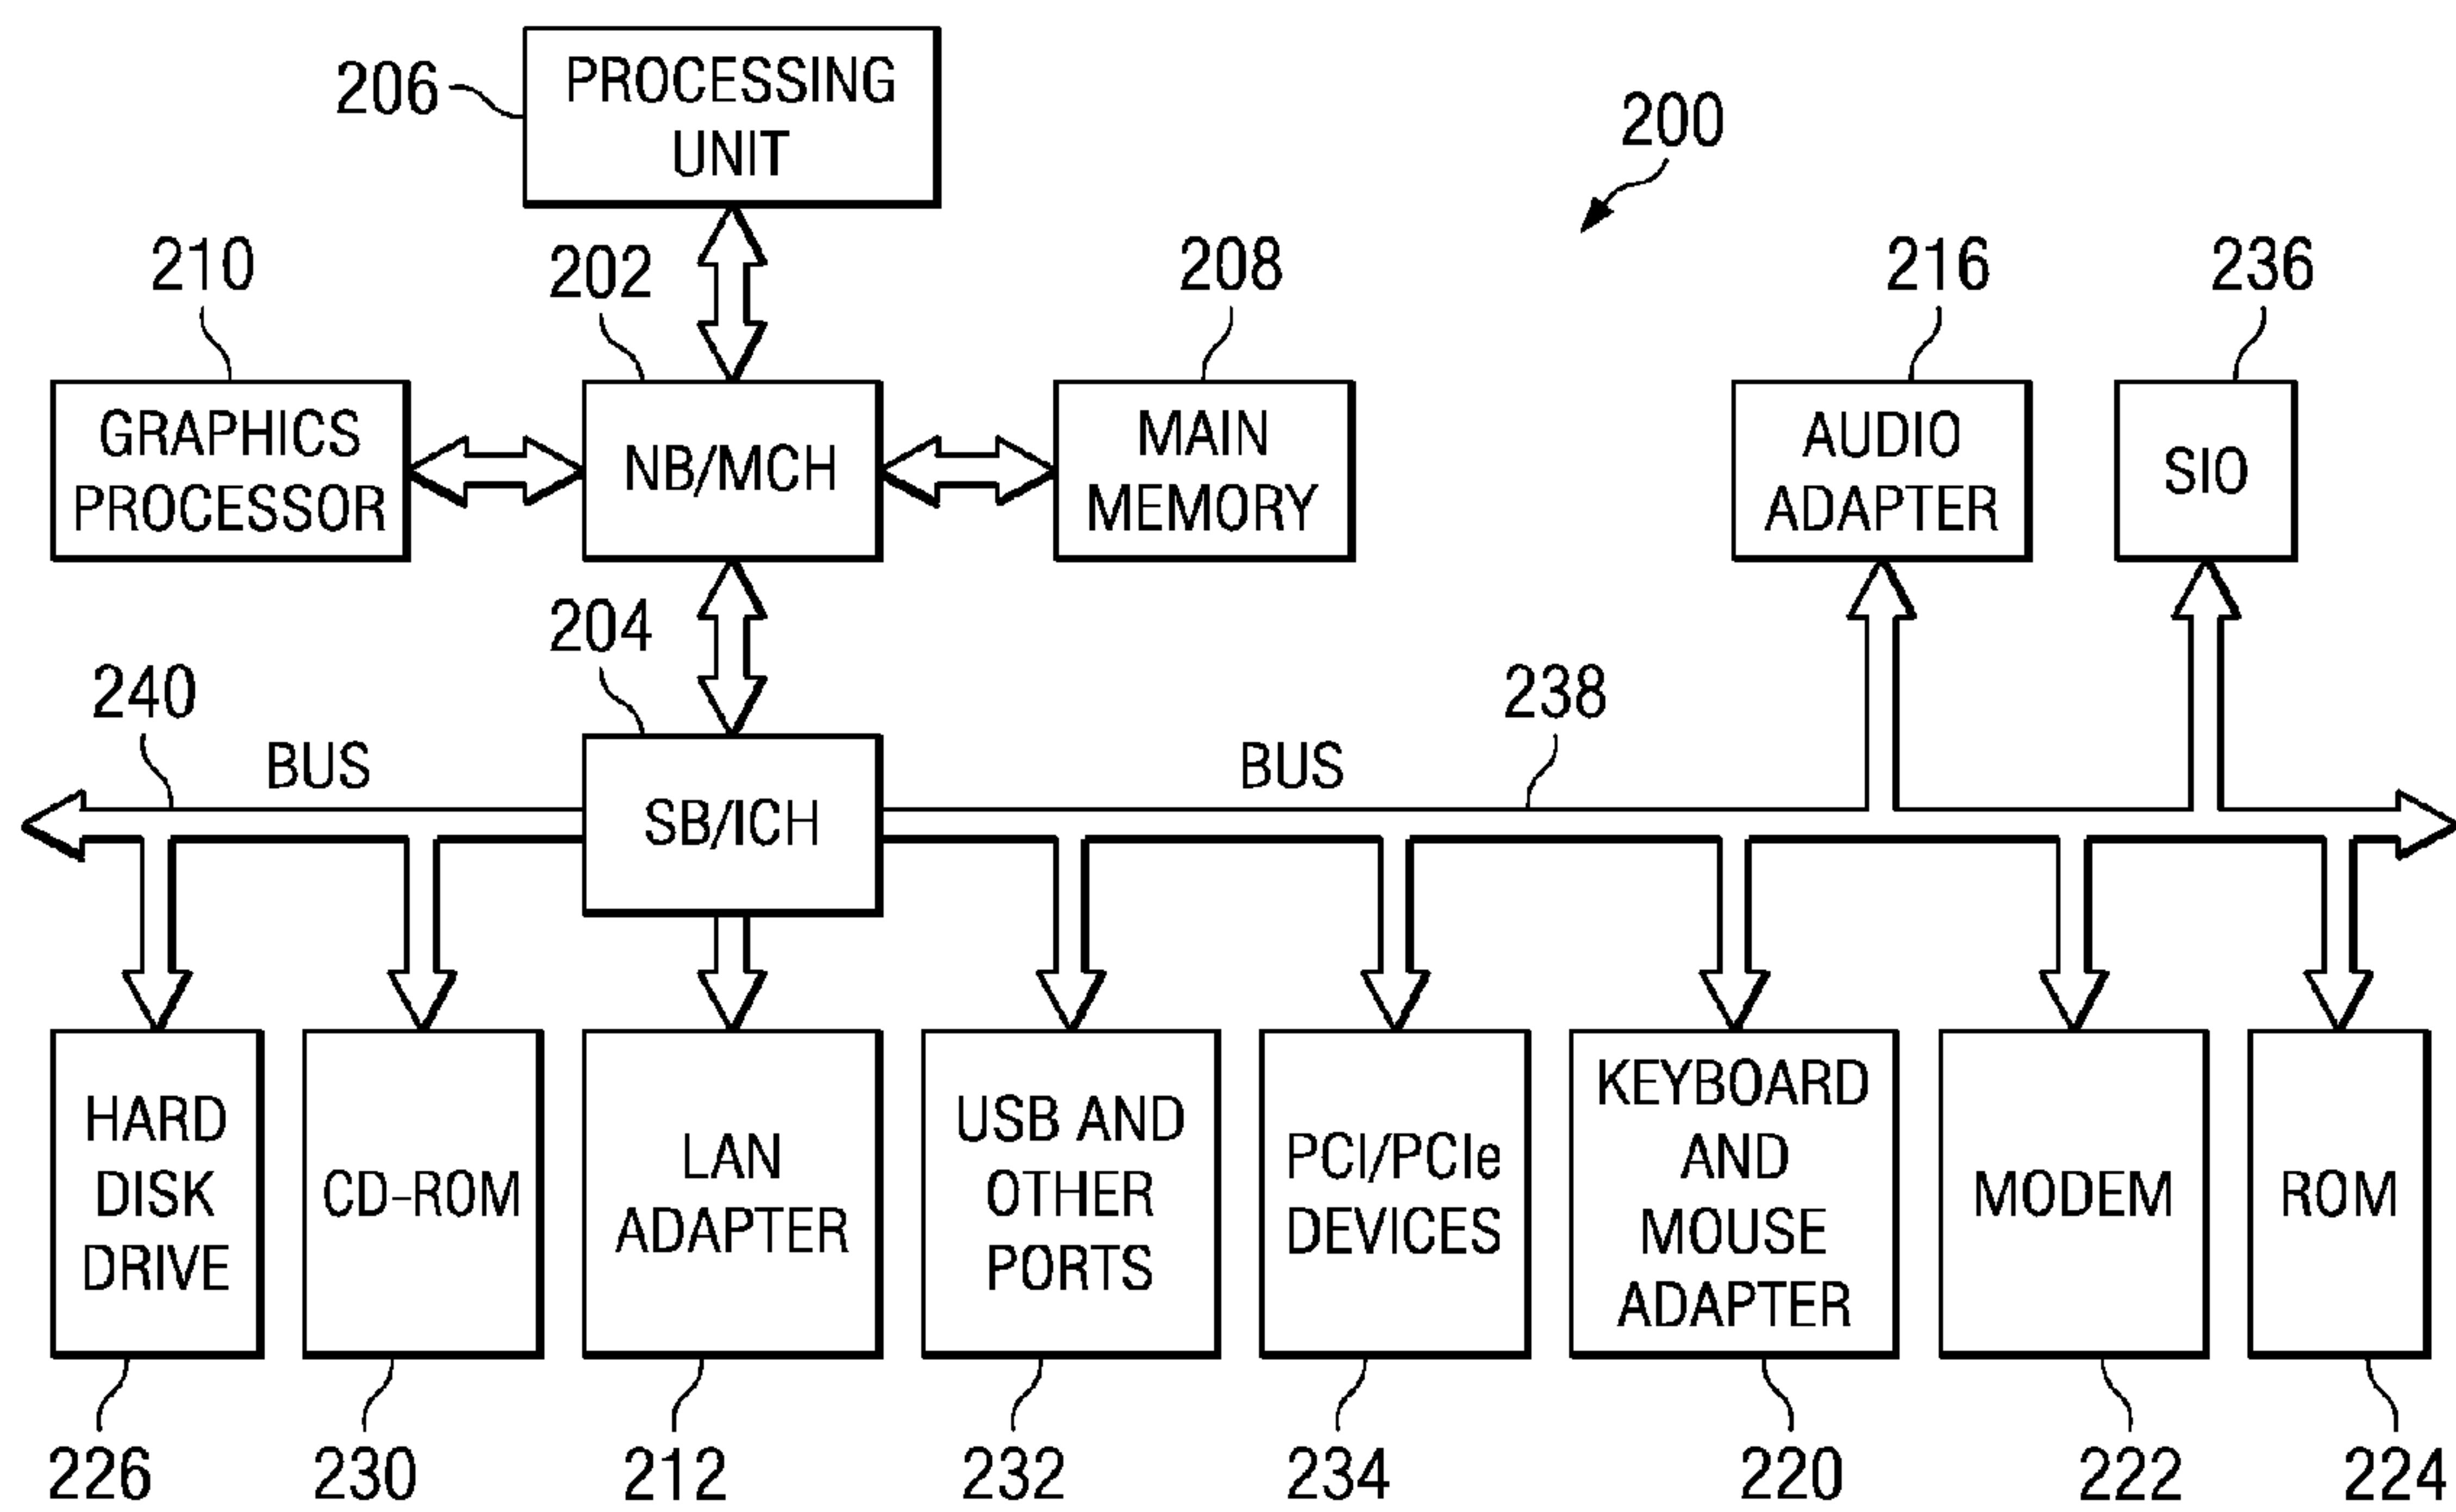 206
PROCESSING
UNIT
200
210
202
208
216
236
GRAPHICS
PROCESSOR
NB/MCH
MAIN
MEMORY
AUDIO
ADAPTER
SIO
204
240
BUS
238
BUS
SB/ICH
HARD
DISK
DRIVE
CD-ROM
LAN
ADAPTER
USB AND
OTHER
PORTS
PCI/PCIe
DEVICES
KEYBOARD
AND
MOUSE
ADAPTER
MODEM
ROM
226
230
212
232
234
220
222
224